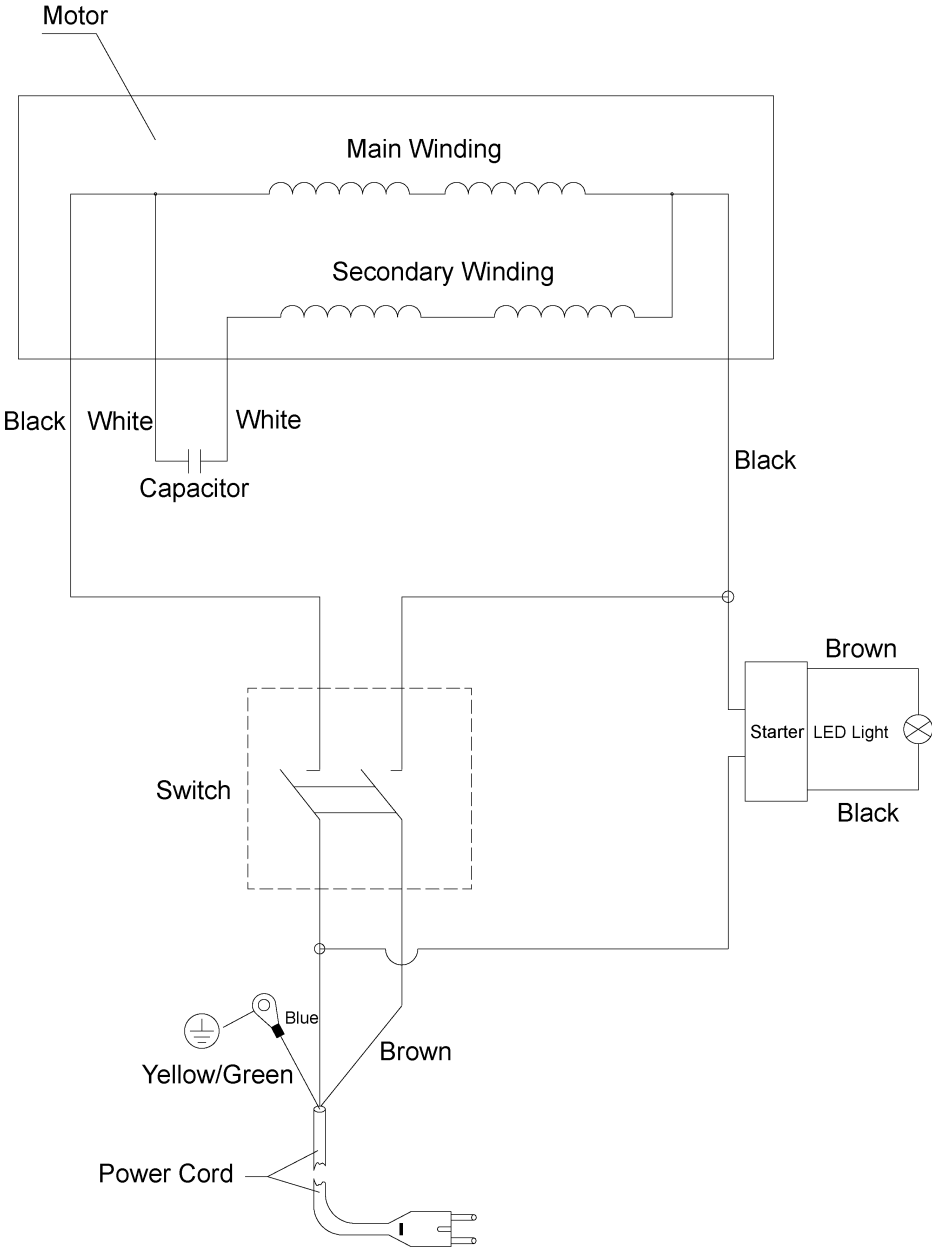 Motor
Main Winding
Secondary Winding
Black
White
White
Capacitor
Black
Brown
Starter
LED Light
Black
Switch
Blue
Yellow/Green
Brown
Power Cord